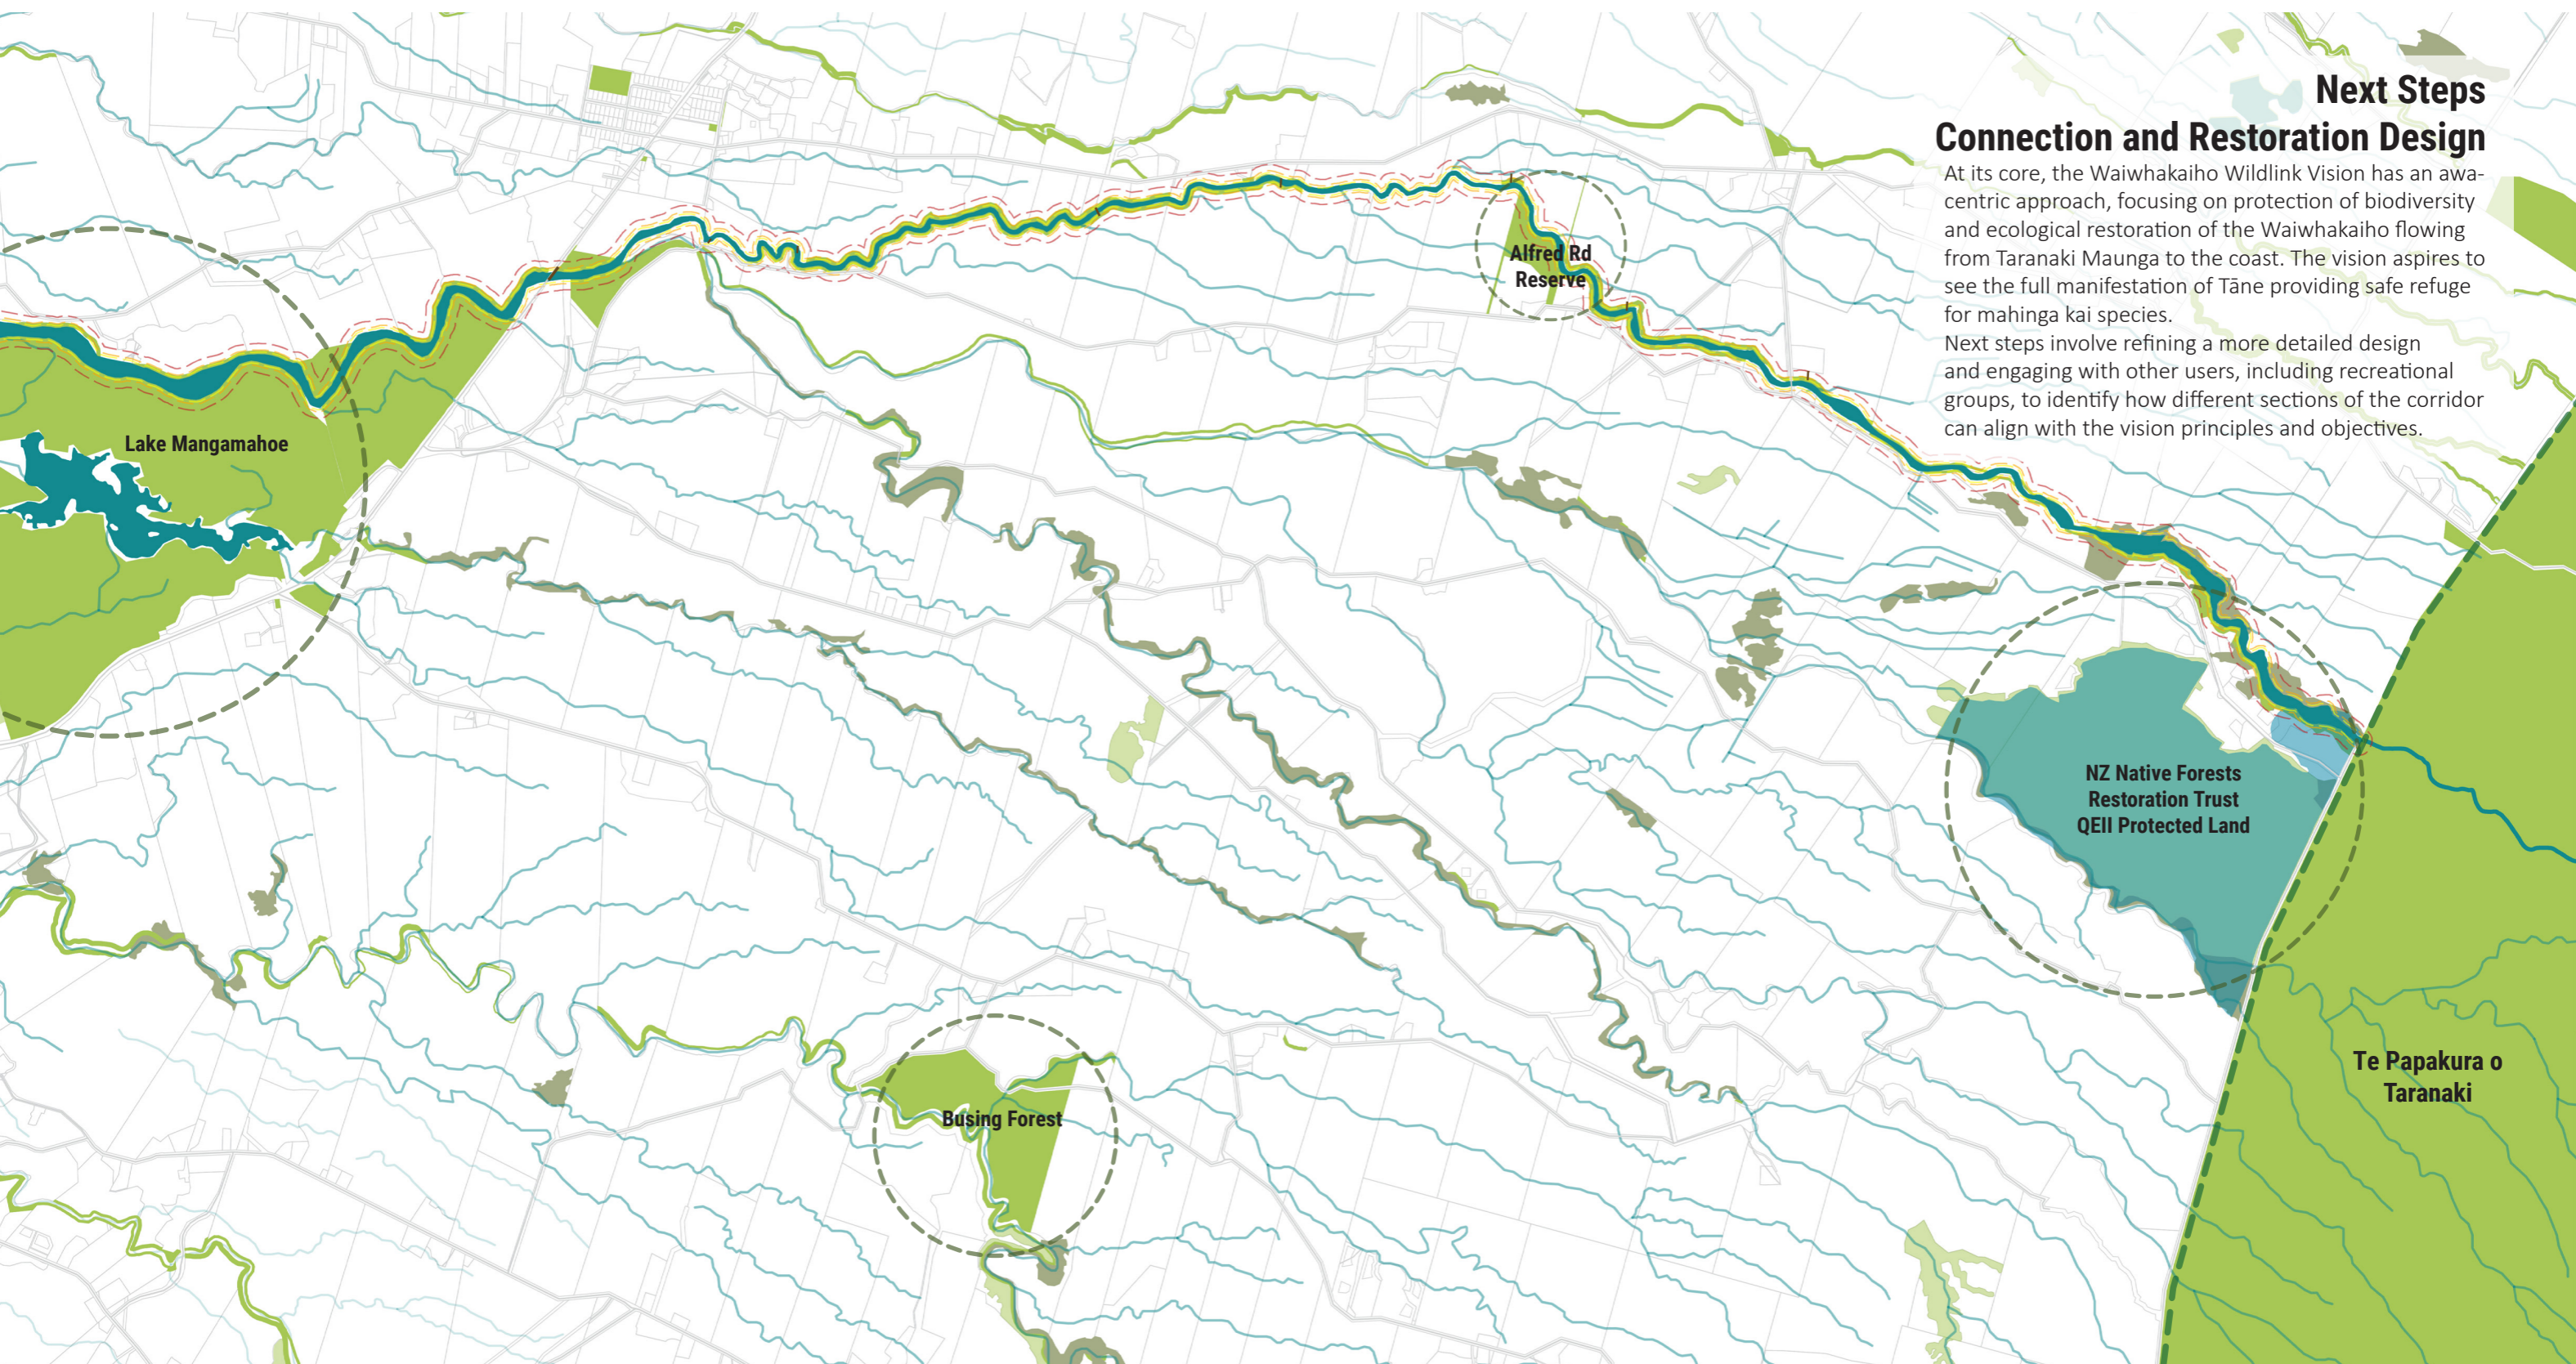 Next Steps
Connection and Restoration Design
At its core, the Waiwhakaiho Wildlink Vision has an awa-
centric approach, focusing on protection of biodiversity
and ecological restoration of the Waiwhakaiho flowing
from Taranaki Maunga to the coast. The vision aspires to
see the full manifestation of Tāne providing safe refuge
for mahinga kai species.
Next steps involve refining a more detailed design
and engaging with other users, including recreational
groups, to identify how different sections of the corridor
can align with the vision principles and objectives.
Alfred Rd
Reserve
Lake Mangamahoe
NZ Native Forests
Restoration Trust
QEII Protected Land
Te Papakura o
Taranaki
Busing Forest